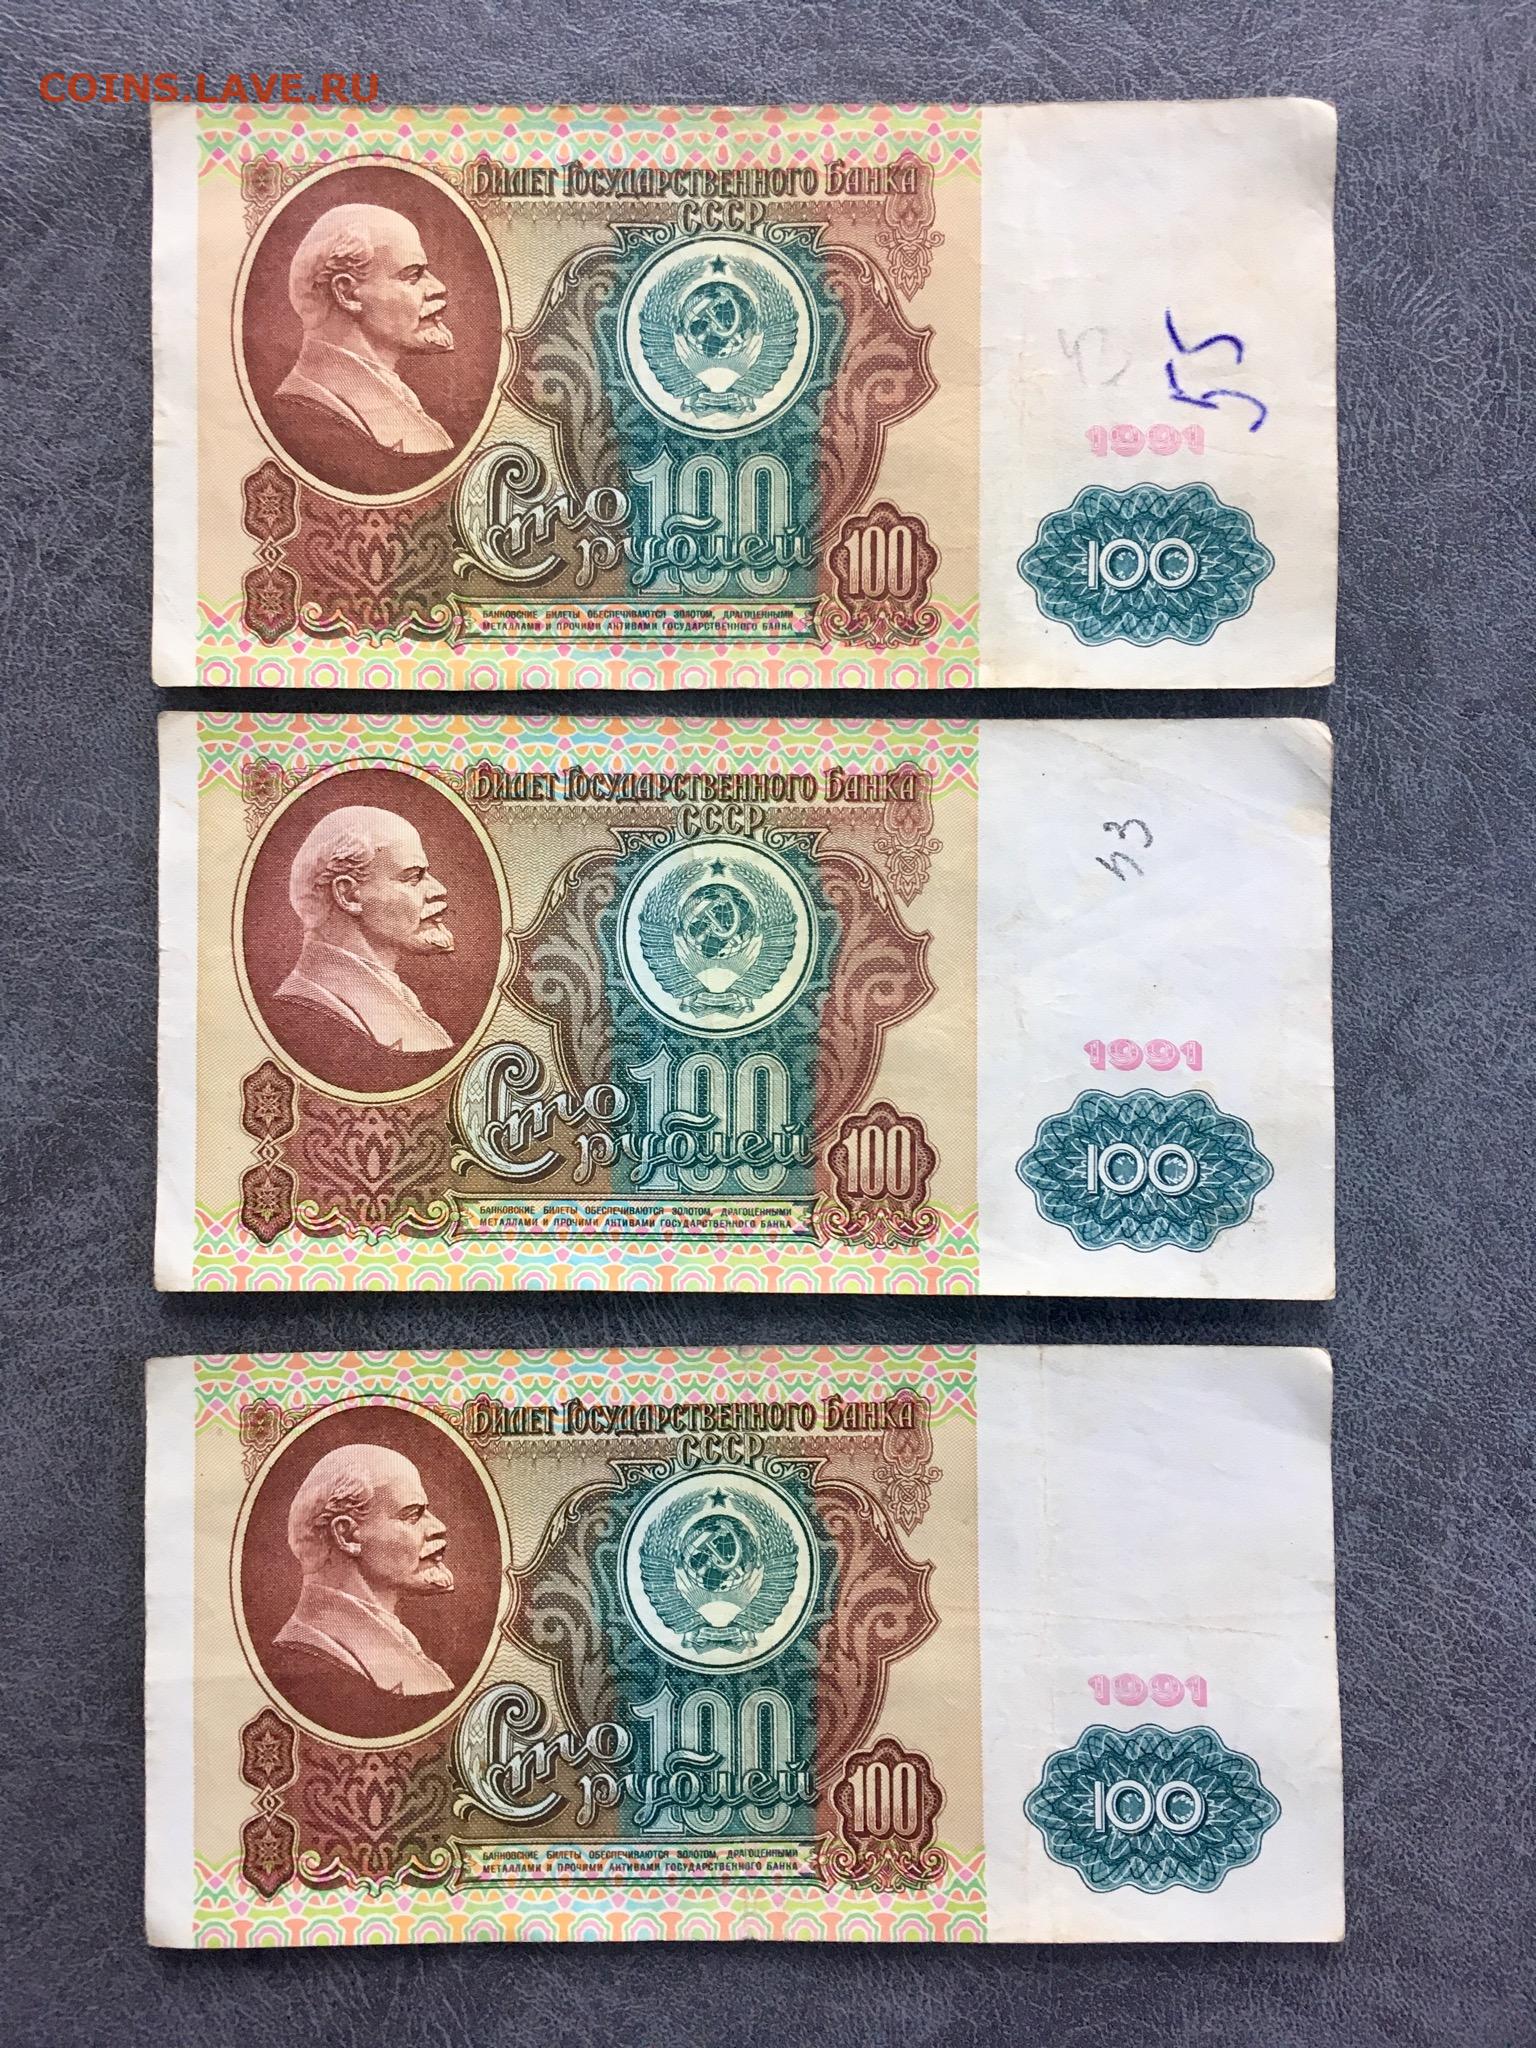 COINS.LAVE.RU
БИЛЕТ ГОСУДАРСТВЕННОГО БАНКА
СССР
55
1991
100
Сто
рублей
100
100
БАНКОВСКИЕ БИЛЕТЫ ОБЕСПЕЧИВАЮТСЯ ЗОЛОТОМ, ДРАГОЦЕННЫМИ
МЕТАЛЛАМИ И ПРОЧИМИ АКТИВАМИ ГОСУДАРСТВЕННОГО БАНКА
БИЛЕТ ГОСУДАРСТВЕННОГО БАНКА
СССР
43
1991
100
Сто
рублей
100
100
БАНКОВСКИЕ БИЛЕТЫ ОБЕСПЕЧИВАЮТСЯ ЗОЛОТОМ, ДРАГОЦЕННЫМИ
МЕТАЛЛАМИ И ПРОЧИМИ АКТИВАМИ ГОСУДАРСТВЕННОГО БАНКА
БИЛЕТ ГОСУДАРСТВЕННОГО БАНКА
СССР
1991
100
Сто
рублей
100
100
БАНКОВСКИЕ БИЛЕТЫ ОБЕСПЕЧИВАЮТСЯ ЗОЛОТОМ, ДРАГОЦЕННЫМИ
МЕТАЛЛАМИ И ПРОЧИМИ АКТИВАМИ ГОСУДАРСТВЕННОГО БАНКА